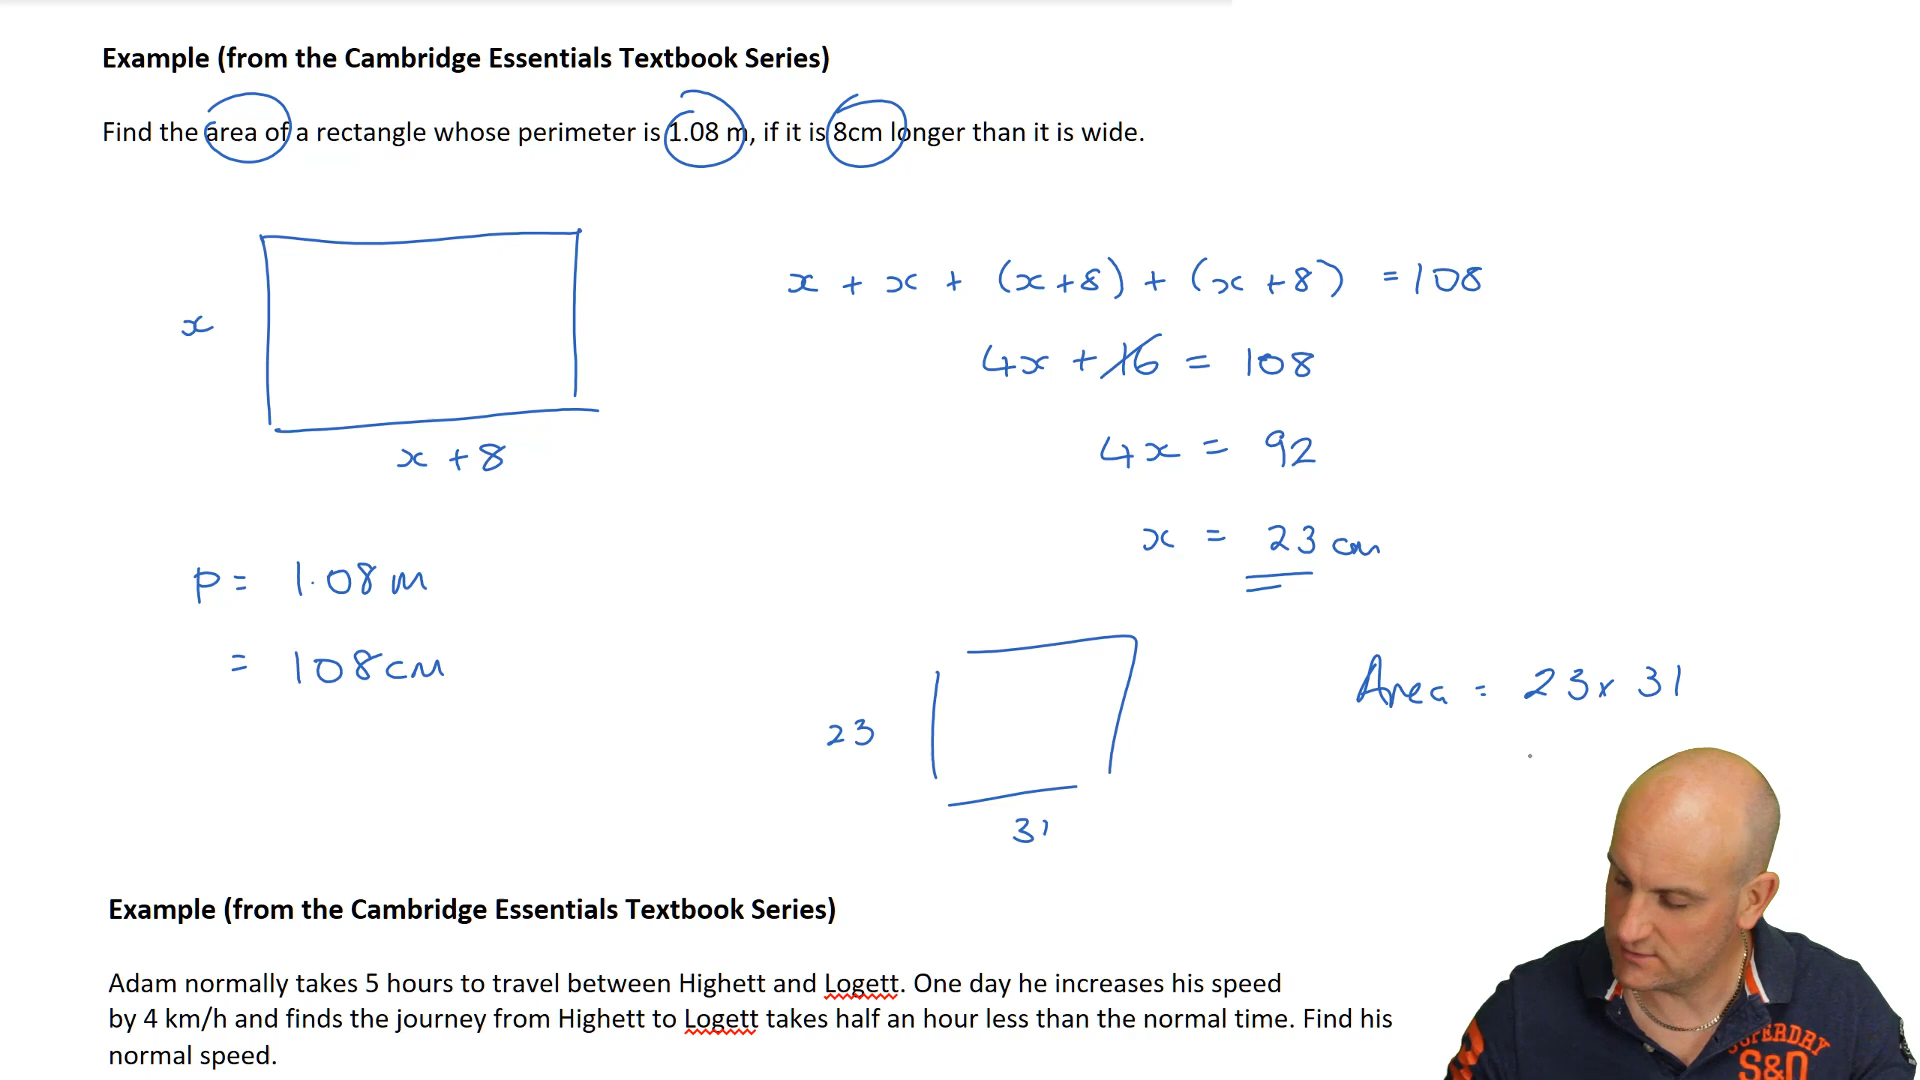 Example (from the Cambridge Essentials Textbook Series)
Find the area of a rectangle whose perimeter is 1.08 m, if it is 8cm longer than it is wide.
x
x + 8
P = 1.08 m
= 108cm
x + x + (x+8) + (x+8) = 108
4x + 16 = 108
4x = 92
x = 23 cm
23
31
Area = 23 x 31
Example (from the Cambridge Essentials Textbook Series)
Adam normally takes 5 hours to travel between Highett and Logett. One day he increases his speed
by 4 km/h and finds the journey from Highett to Logett takes half an hour less than the normal time. Find his
normal speed.
SUPERDRY
S&D